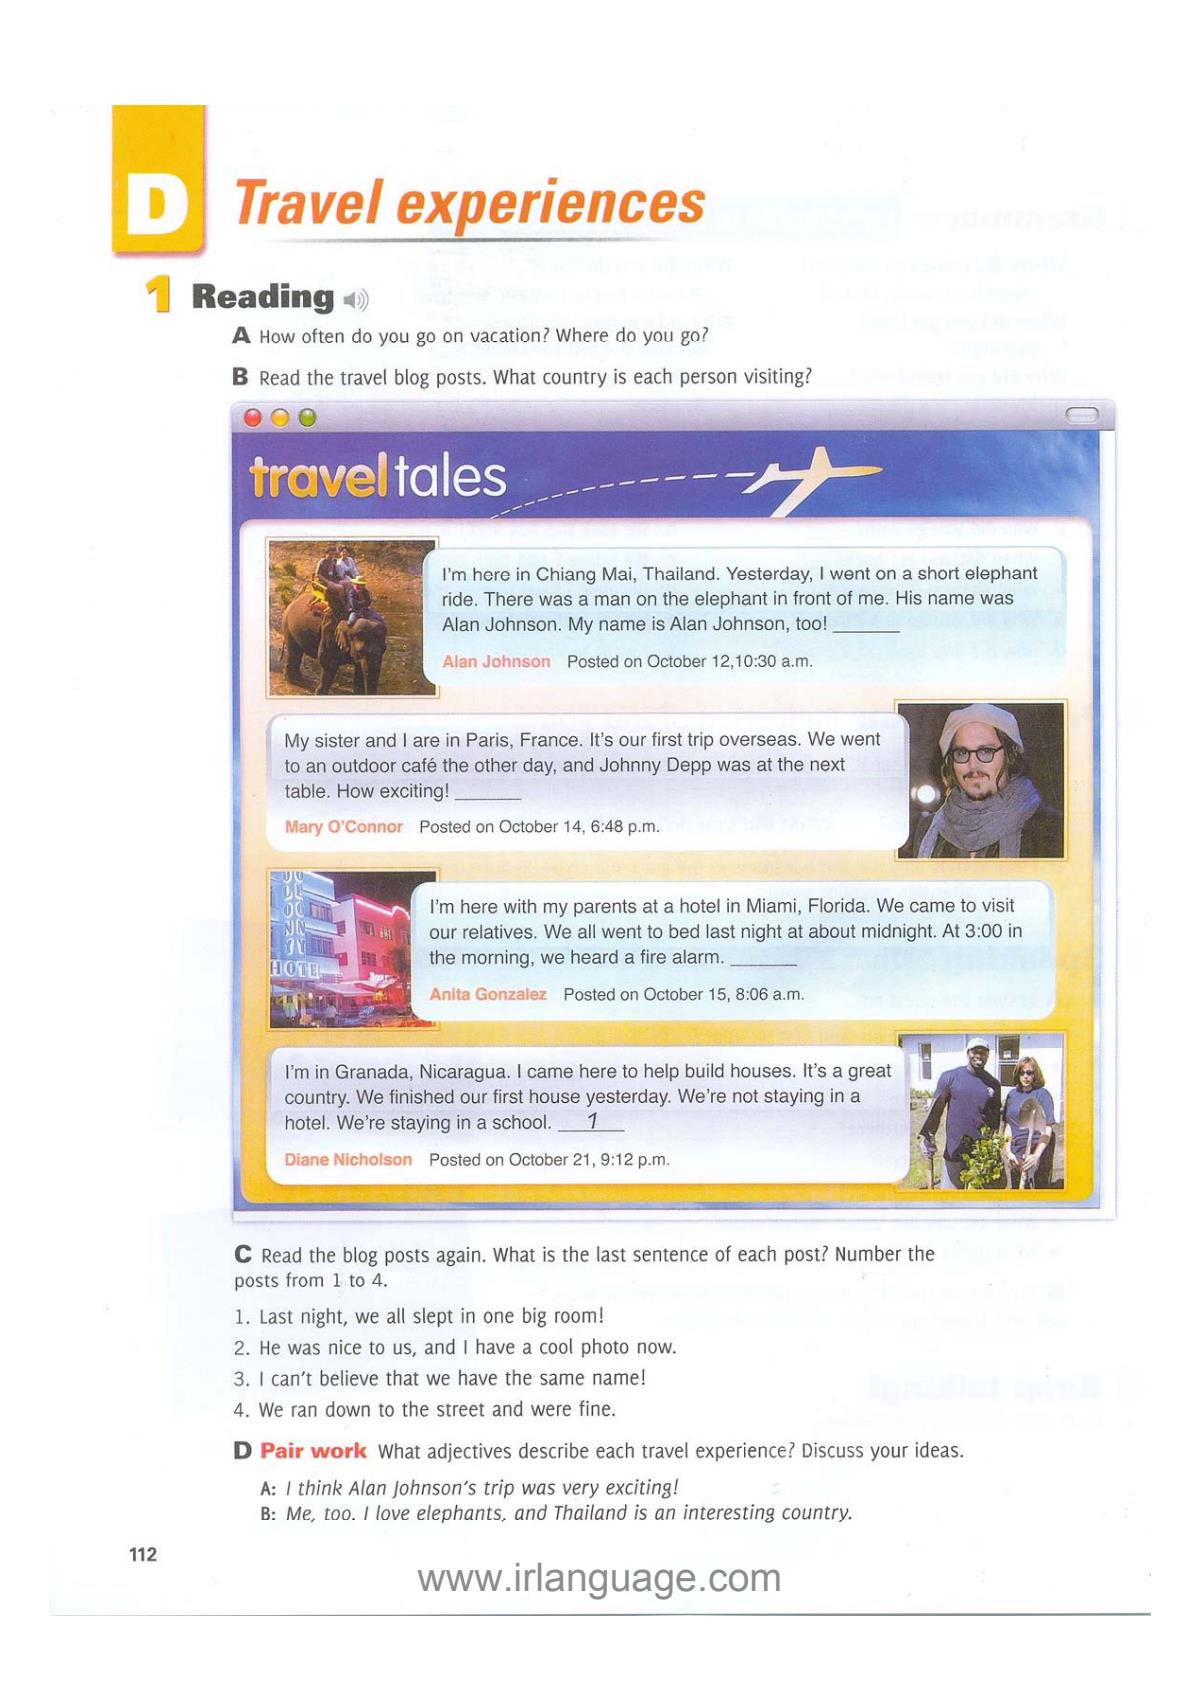 D
Travel experiences
1 Reading
A How often do you go on vacation? Where do you go?
B Read the travel blog posts. What country is each person visiting?
travel tales
I'm here in Chiang Mai, Thailand. Yesterday, I went on a short elephant
ride. There was a man on the elephant in front of me. His name was
Alan Johnson. My name is Alan Johnson, too! ______
Alan Johnson Posted on October 12,10:30 a.m.
My sister and I are in Paris, France. It's our first trip overseas. We went
to an outdoor café the other day, and Johnny Depp was at the next
table. How exciting! ______
Mary O'Connor Posted on October 14, 6:48 p.m.
HOTEL
I'm here with my parents at a hotel in Miami, Florida. We came to visit
our relatives. We all went to bed last night at about midnight. At 3:00 in
the morning, we heard a fire alarm. ______
Anita Gonzalez Posted on October 15, 8:06 a.m.
I'm in Granada, Nicaragua. I came here to help build houses. It's a great
country. We finished our first house yesterday. We're not staying in a
hotel. We're staying in a school. 1
Diane Nicholson Posted on October 21, 9:12 p.m.
C Read the blog posts again. What is the last sentence of each post? Number the
posts from 1 to 4.
1. Last night, we all slept in one big room!
2. He was nice to us, and I have a cool photo now.
3. I can't believe that we have the same name!
4. We ran down to the street and were fine.
D Pair work What adjectives describe each travel experience? Discuss your ideas.
A: I think Alan Johnson's trip was very exciting!
B: Me, too. I love elephants, and Thailand is an interesting country.
112
www.irlanguage.com